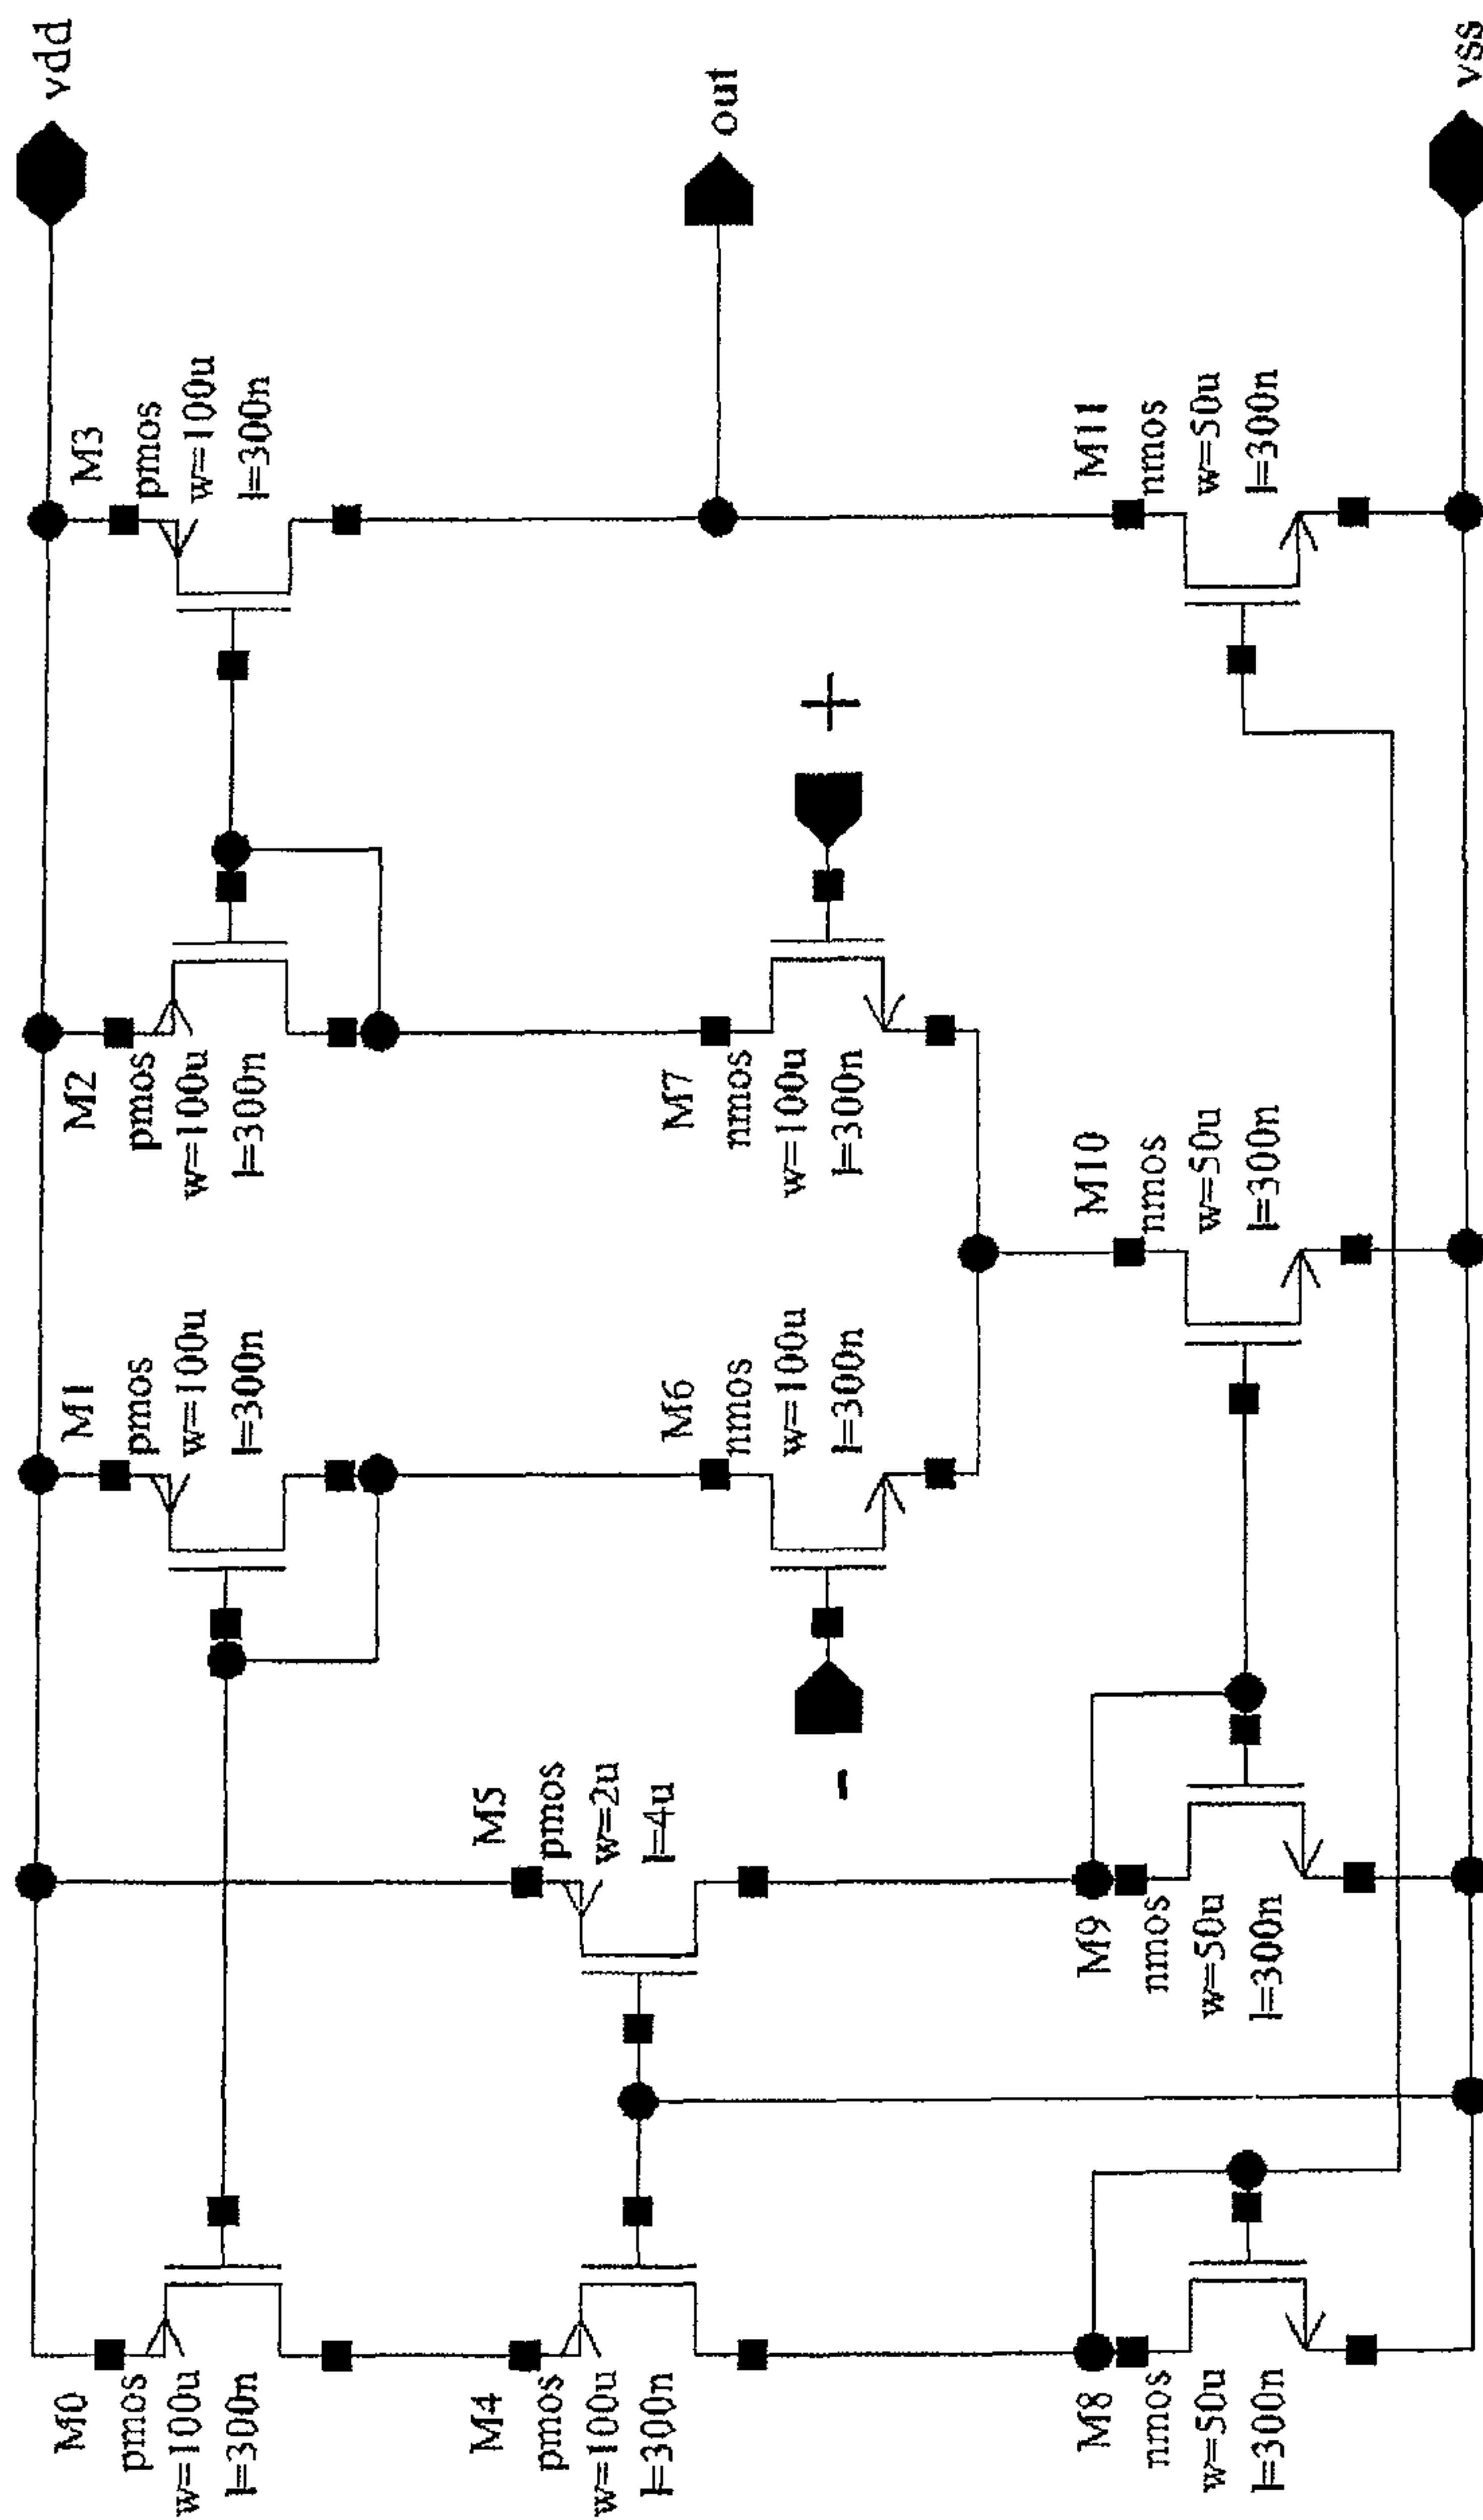 M0
pmos
w=100u
l=300n
M1
pmos
w=100u
l=300n
M2
pmos
w=100u
l=300n
M3
pmos
w=100u
l=300n
vdd
M4
pmos
w=100u
l=300n
M5
pmos
w=2u
l=4u
M6
nmos
w=100u
l=300n
M7
nmos
w=100u
l=300n
-
+
out
M8
nmos
w=50u
l=300n
M9
nmos
w=50u
l=300n
M10
nmos
w=50u
l=300n
M11
nmos
w=50u
l=300n
vss